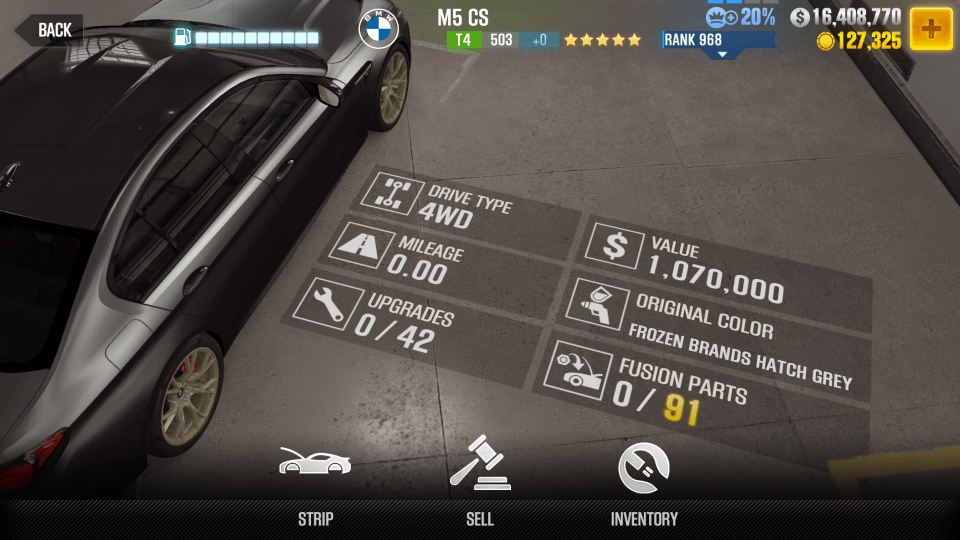 BACK
BMW
M5 CS
T4 503 +0
20%
RANK 968
16,408,770
127,325
DRIVE TYPE
4WD
MILEAGE
0.00
UPGRADES
0/42
VALUE
1,070,000
ORIGINAL COLOR
FROZEN BRANDS HATCH GREY
FUSION PARTS
0/91
STRIP
SELL
INVENTORY